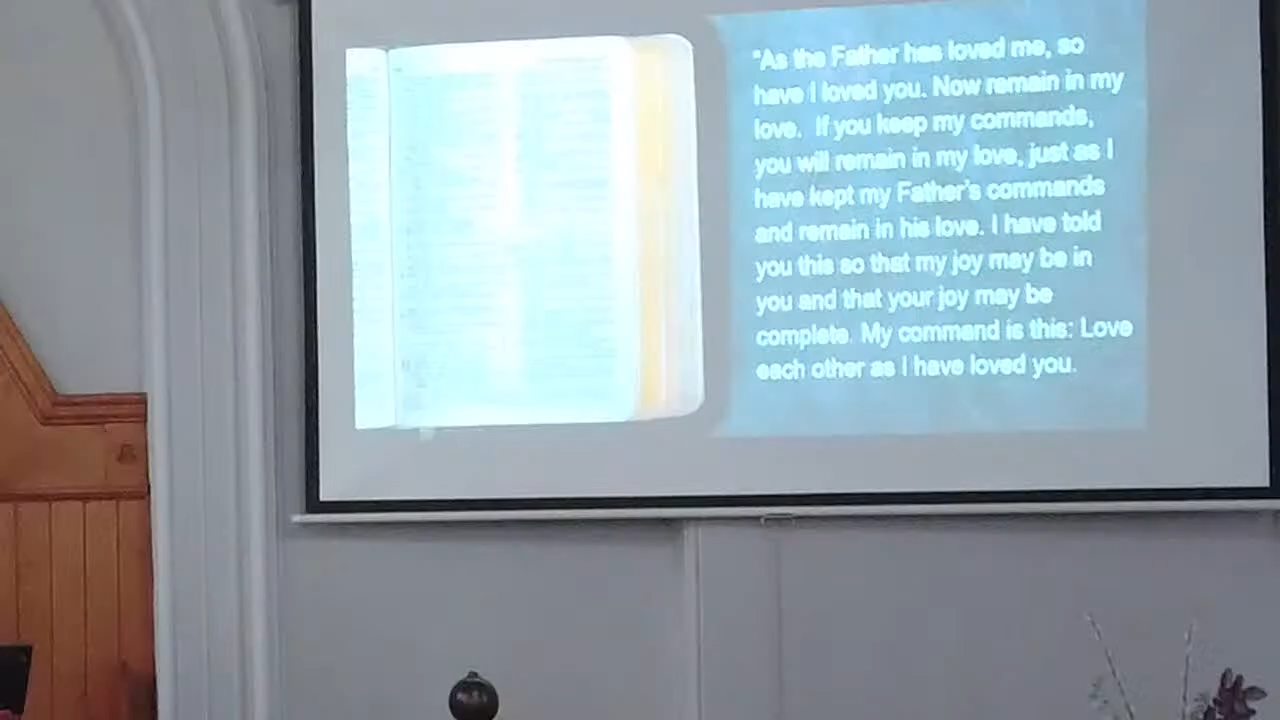 “As the Father has loved me, so
have I loved you. Now remain in my
love.  If you keep my commands,
you will remain in my love, just as I
have kept my Father’s commands
and remain in his love. I have told
you this so that my joy may be in
you and that your joy may be
complete. My command is this: Love
each other as I have loved you.